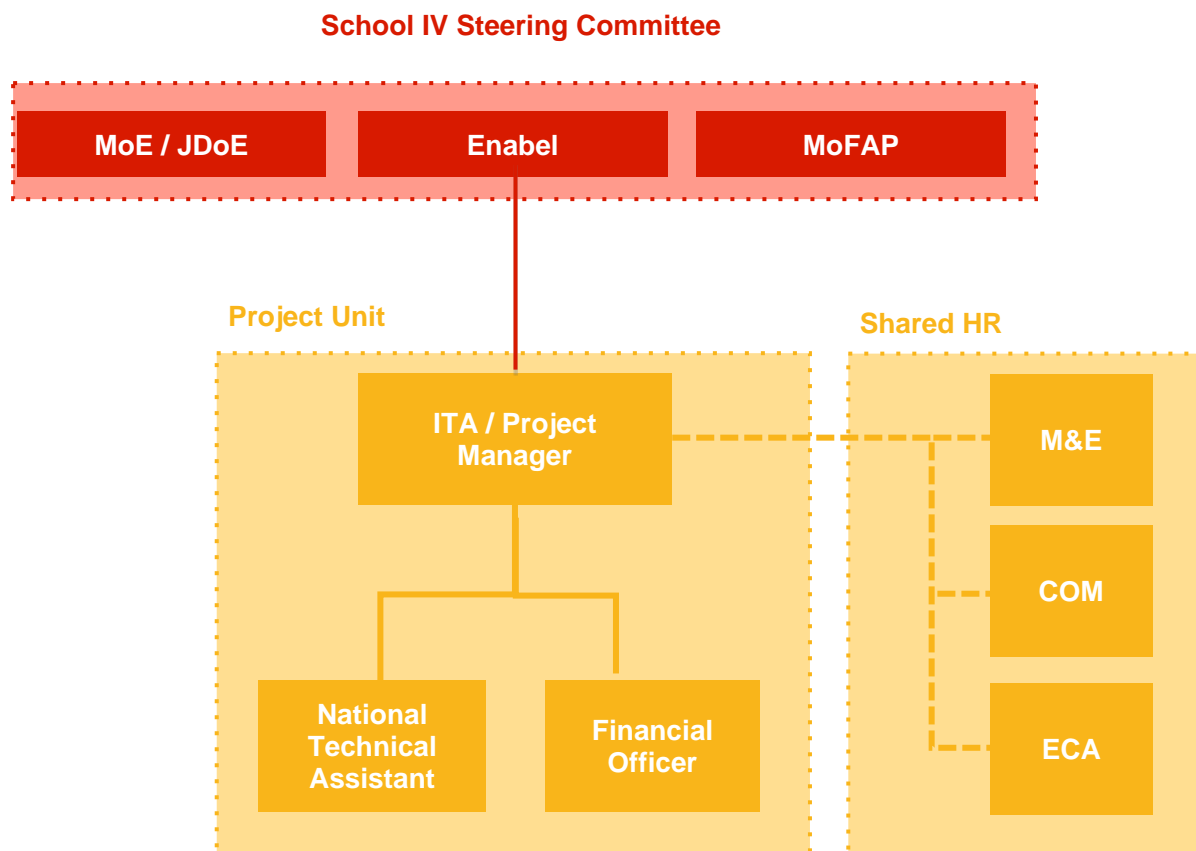 School IV Steering Committee
MoE / JDoE
Enabel
MoFAP
Project Unit
Shared HR
ITA / Project
Manager
M&E
COM
National
Technical
Assistant
Financial
Officer
ECA